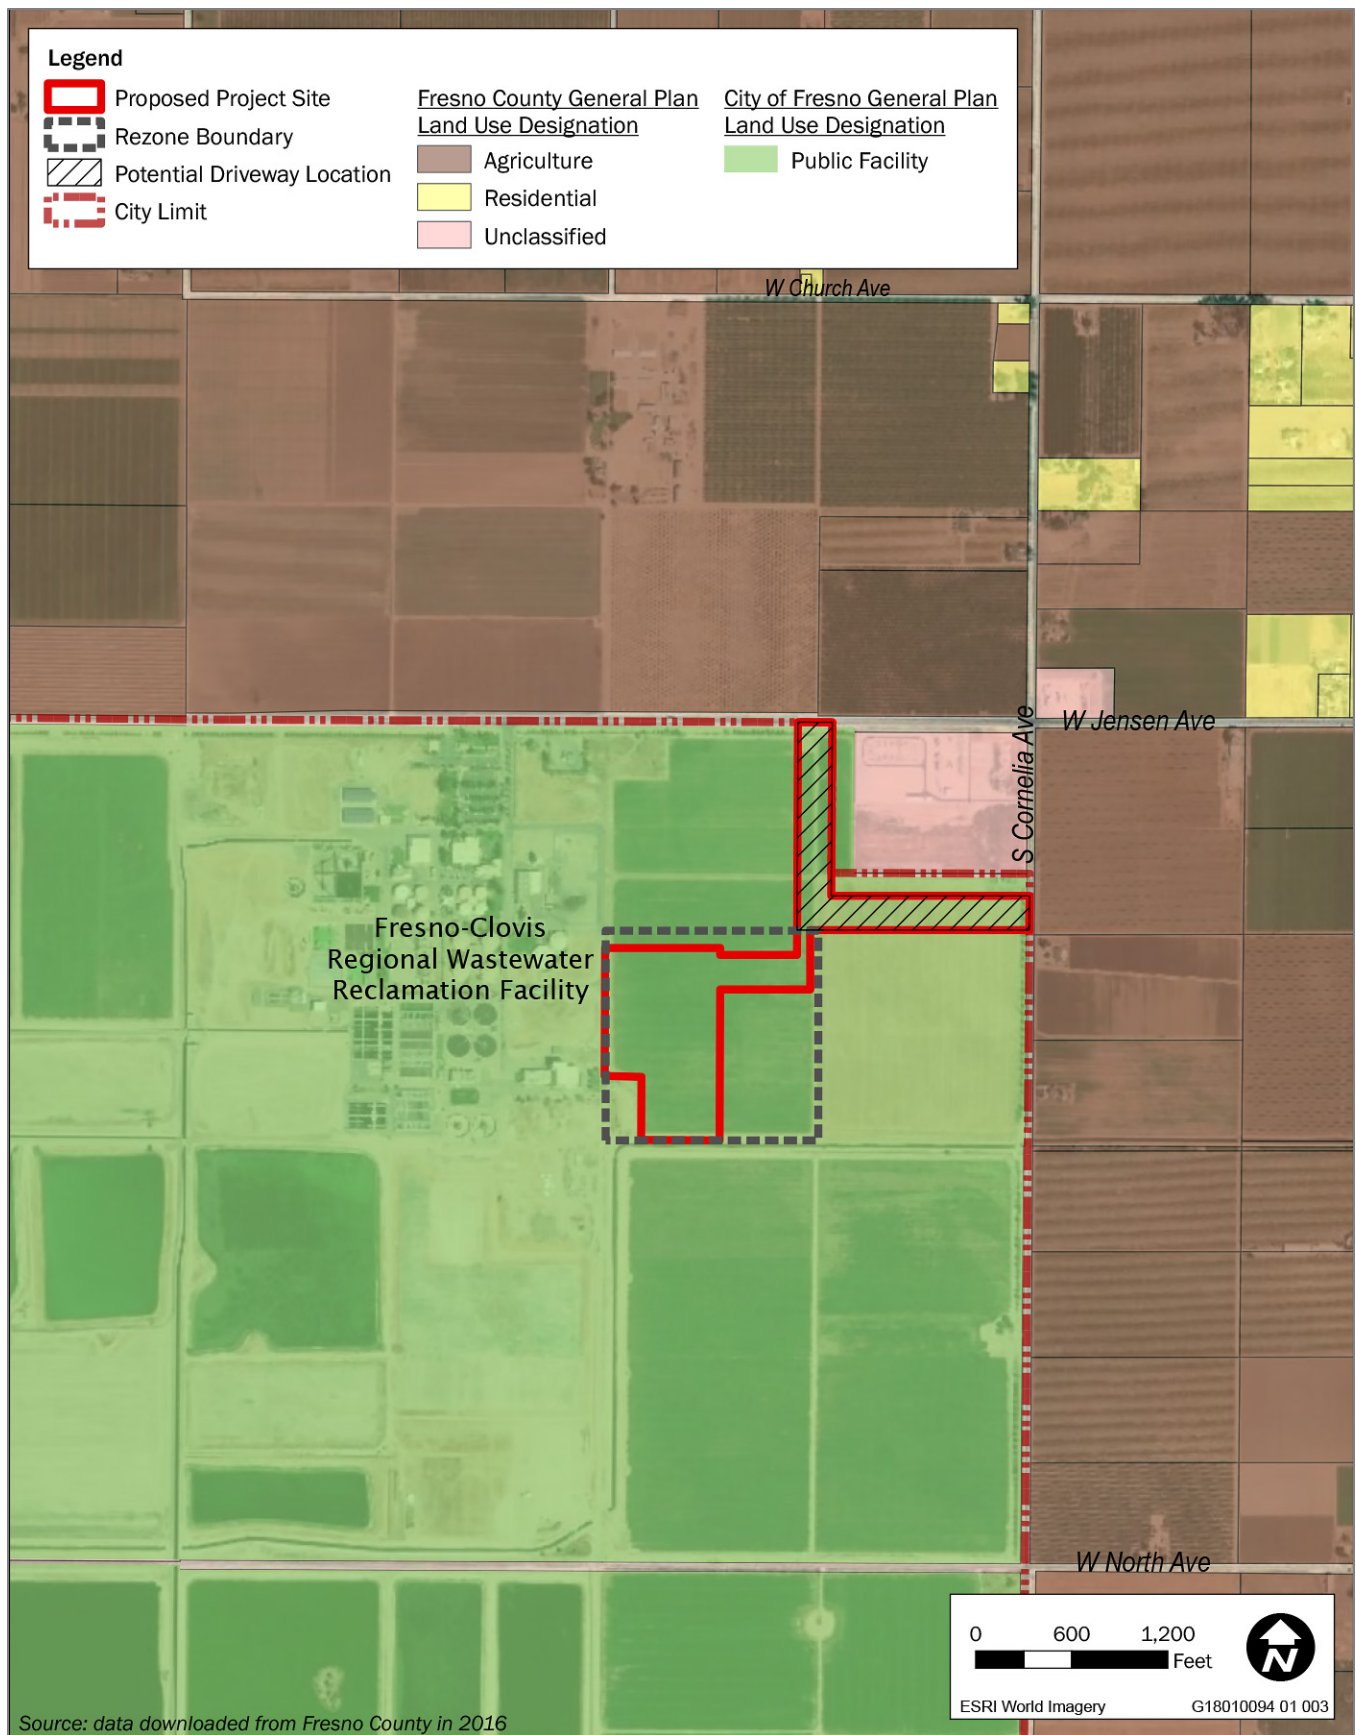 Legend
Proposed Project Site
Rezone Boundary
Potential Driveway Location
City Limit
Fresno County General Plan
Land Use Designation
Agriculture
Residential
Unclassified
City of Fresno General Plan
Land Use Designation
Public Facility
W Church Ave
W Jensen Ave
S Cornelia Ave
Fresno-Clovis
Regional Wastewater
Reclamation Facility
W North Ave
0 600 1,200
Feet
N
ESRI World Imagery G18010094 01 003
Source: data downloaded from Fresno County in 2016